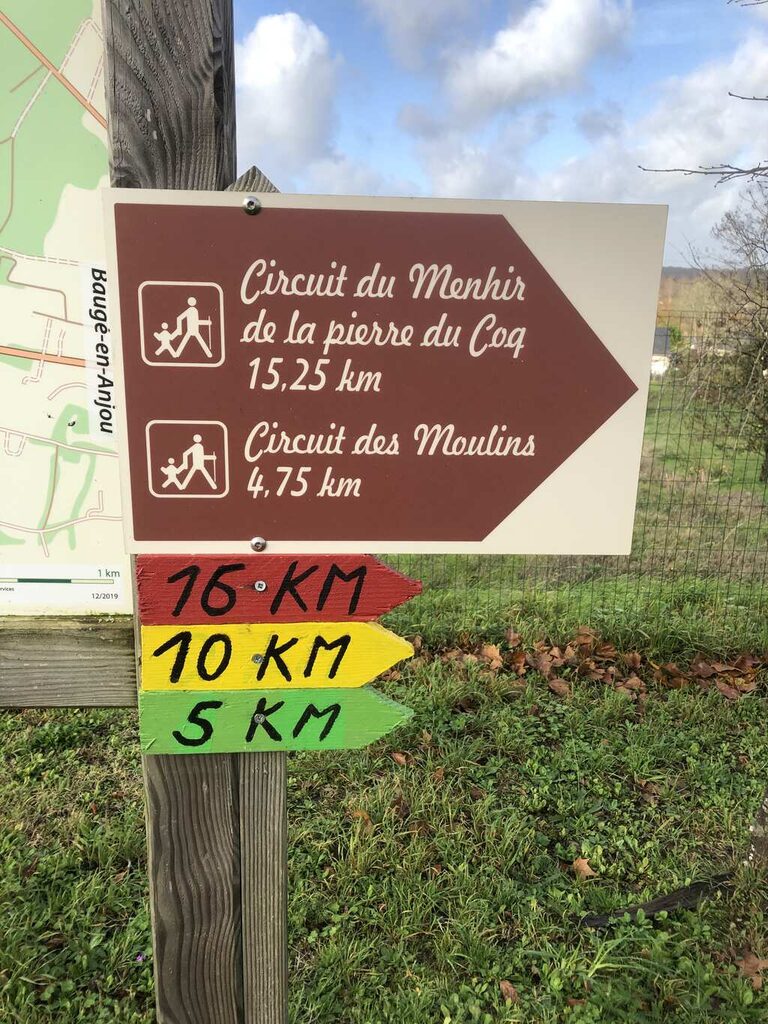 Baugé-en-Anjou
Circuit du Menhir
de la pierre du Coq
15,25 km
Circuit des Moulins
4,75 km
1 km
12/2019
16 KM
10 KM
5 KM